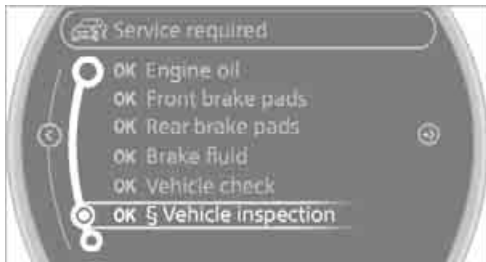 Service required
OK Engine oil
OK Front brake pads
OK Rear brake pads
OK Brake fluid
OK Vehicle check
OK § Vehicle inspection